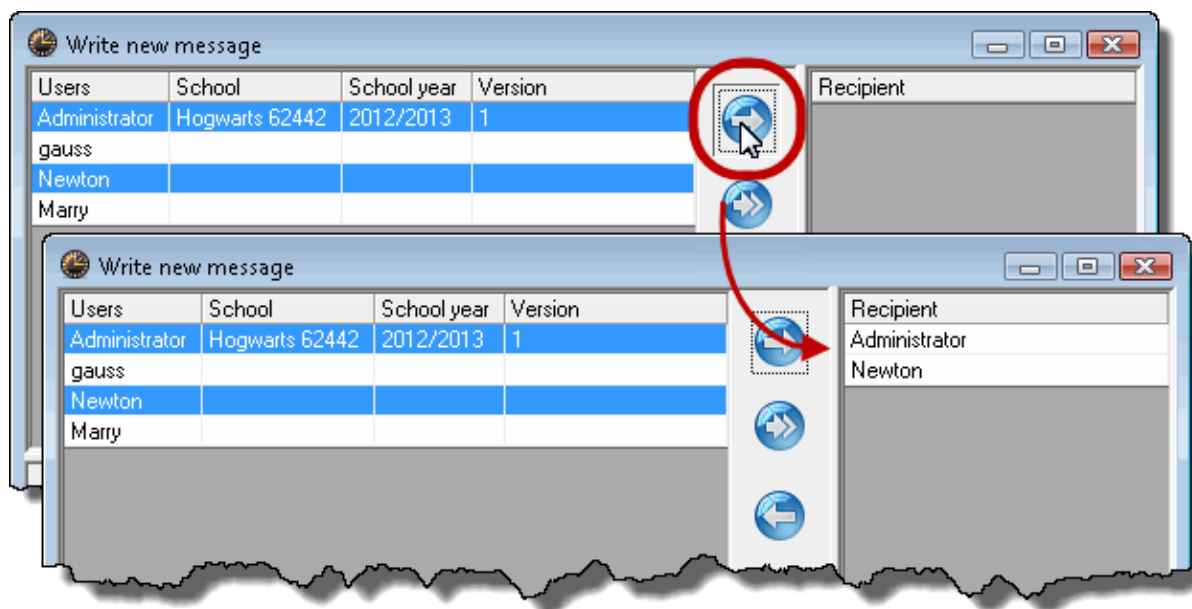 Write new message
Users School School year Version Recipient
Administrator Hogwarts 62442 2012/2013 1
gauss
Newton
Marry
Write new message
Users School School year Version Recipient
Administrator Hogwarts 62442 2012/2013 1 Administrator
gauss Newton
Newton
Marry